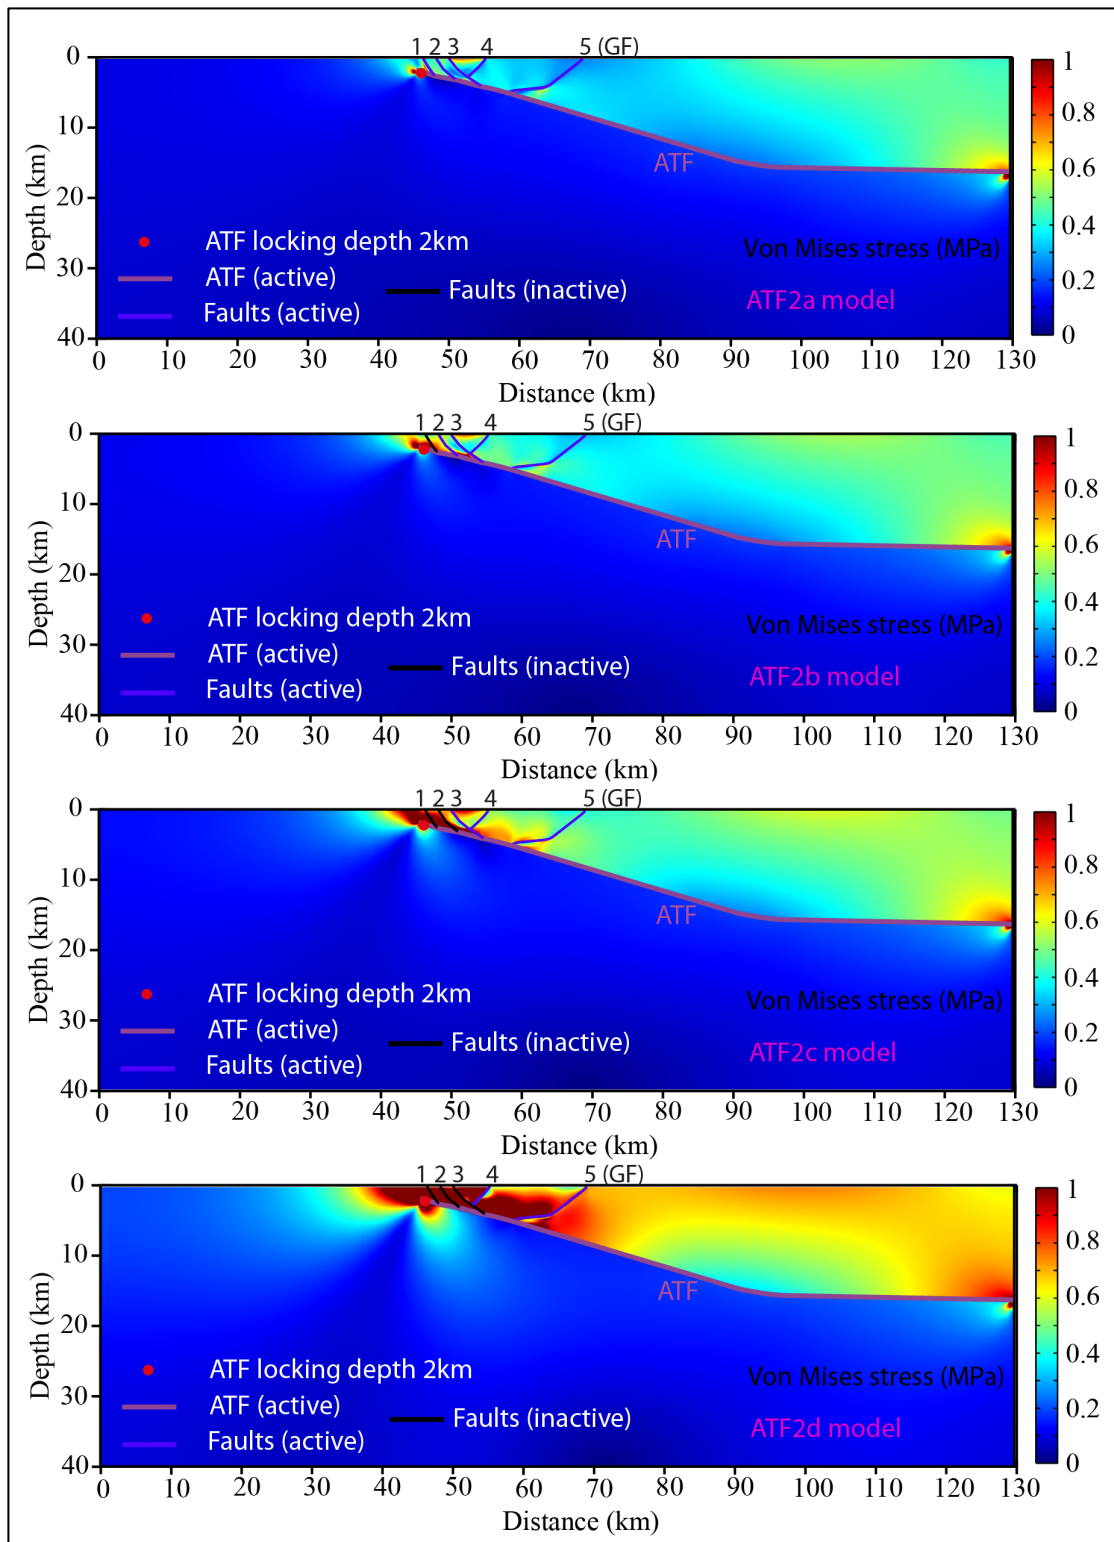 1 2 3 4 5 (GF)
0 1
10 0.8
ATF 0.6
20
ATF locking depth 2km Von Mises stress (MPa) 0.4
30 ATF (active) Faults (inactive) ATF2a model 0.2
Faults (active)
40 0
Depth (km)
0 10 20 30 40 50 60 70 80 90 100 110 120 130
Distance (km)
1 2 3 4 5 (GF)
0 1
10 0.8
ATF 0.6
20
ATF locking depth 2km Von Mises stress (MPa) 0.4
30 ATF (active) Faults (inactive) ATF2b model 0.2
Faults (active)
40 0
Depth (km)
0 10 20 30 40 50 60 70 80 90 100 110 120 130
Distance (km)
1 2 3 4 5 (GF)
0 1
10 0.8
ATF 0.6
20
ATF locking depth 2km Von Mises stress (MPa) 0.4
30 ATF (active) Faults (inactive) ATF2c model 0.2
Faults (active)
40 0
Depth (km)
0 10 20 30 40 50 60 70 80 90 100 110 120 130
Distance (km)
1 2 3 4 5 (GF)
0 1
10 0.8
ATF 0.6
20
ATF locking depth 2km Von Mises stress (MPa) 0.4
30 ATF (active) Faults (inactive) ATF2d model 0.2
Faults (active)
40 0
Depth (km)
0 10 20 30 40 50 60 70 80 90 100 110 120 130
Distance (km)